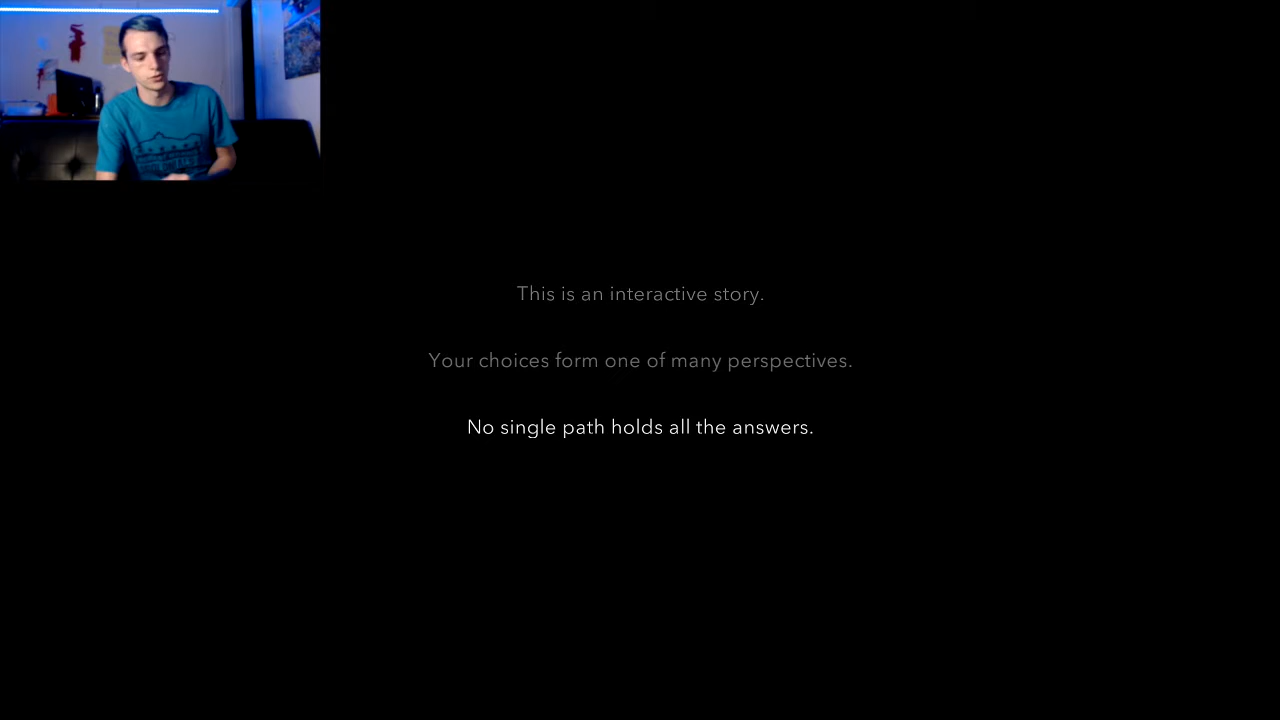 This is an interactive story.
Your choices form one of many perspectives.
No single path holds all the answers.